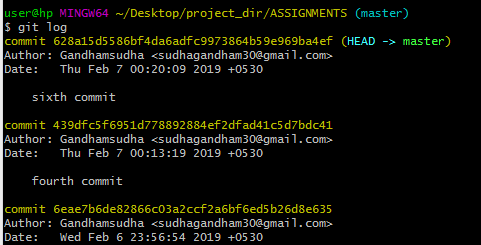 user@hp MINGW64 ~/Desktop/project_dir/ASSIGNMENTS (master)
$ git log
commit 628a15d5586bf4da6adfc9973864b59e969ba4ef (HEAD -> master)
Author: Gandhamsudha <sudhagandham30@gmail.com>
Date:   Thu Feb 7 00:20:09 2019 +0530
sixth commit
commit 439dfc5f6951d778892884ef2dfad41c5d7bdc41
Author: Gandhamsudha <sudhagandham30@gmail.com>
Date:   Thu Feb 7 00:13:19 2019 +0530
fourth commit
commit 6eae7b6de82866c03a2ccf2a6bf6ed5b26d8e635
Author: Gandhamsudha <sudhagandham30@gmail.com>
Date:   Wed Feb 6 23:56:54 2019 +0530